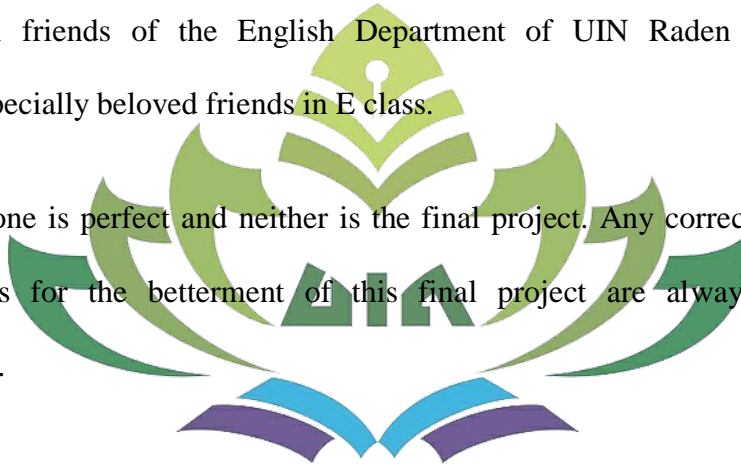 friends of the English Department of UIN Raden
pecially beloved friends in E class.
one is perfect and neither is the final project. Any correc
s for the betterment of this final project are alway
UIN